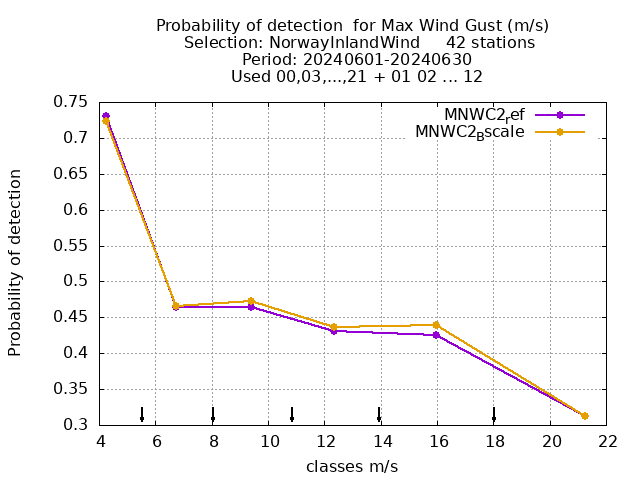 Probability of detection  for Max Wind Gust (m/s)
Selection: NorwayInlandWind     42 stations
Period: 20240601-20240630
Used 00,03,...,21 + 01 02 ... 12
MNWC2ref
MNWC2Bscale
0.75
0.7
0.65
0.6
0.55
0.5
0.45
0.4
0.35
0.3
Probability of detection
4 6 8 10 12 14 16 18 20 22
classes m/s